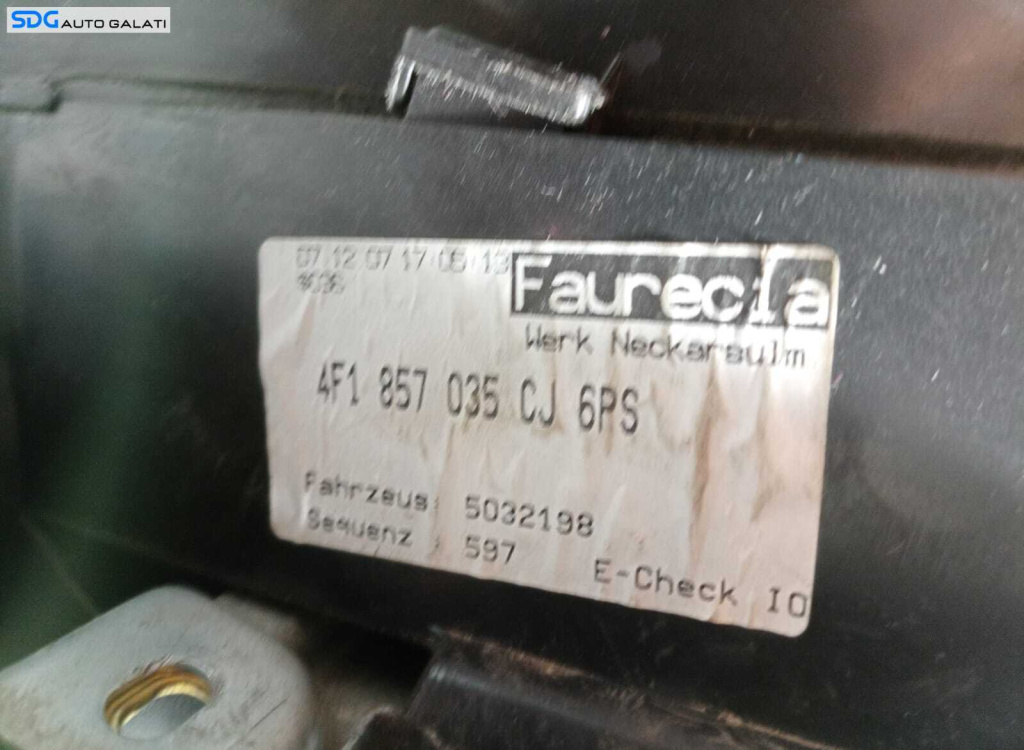 SDG AUTO GALATI
07 12 07 17:05:13
Faurecia
Werk Neckarsulm
4F1 857 035 CJ 6PS
Fahrzeug: 5032198
Sequenz : 597
E-Check IO